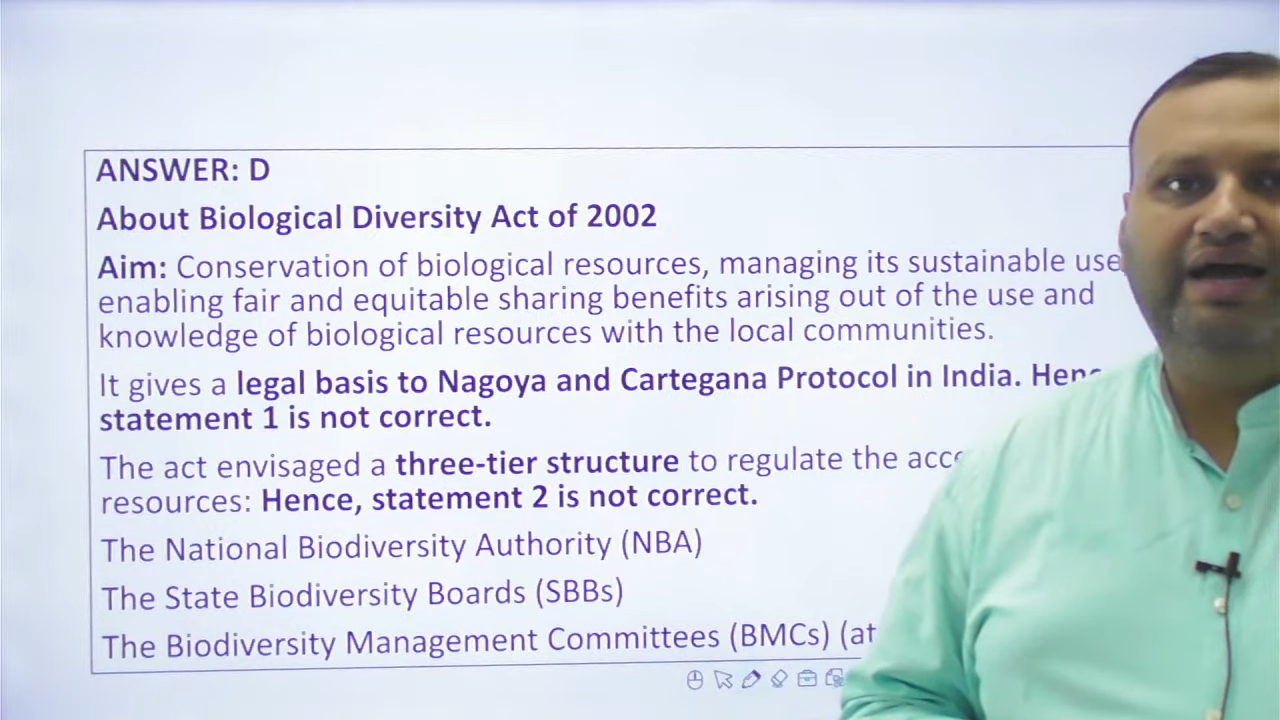 ANSWER: D
About Biological Diversity Act of 2002
Aim: Conservation of biological resources, managing its sustainable use
enabling fair and equitable sharing benefits arising out of the use and
knowledge of biological resources with the local communities.
It gives a legal basis to Nagoya and Cartegana Protocol in India.
statement 1 is not correct.
The act envisaged a three-tier structure to regulate the
resources: Hence, statement 2 is not correct.
The National Biodiversity Authority (NBA)
The State Biodiversity Boards (SBBs)
The Biodiversity Management Committees (BMCs) (at